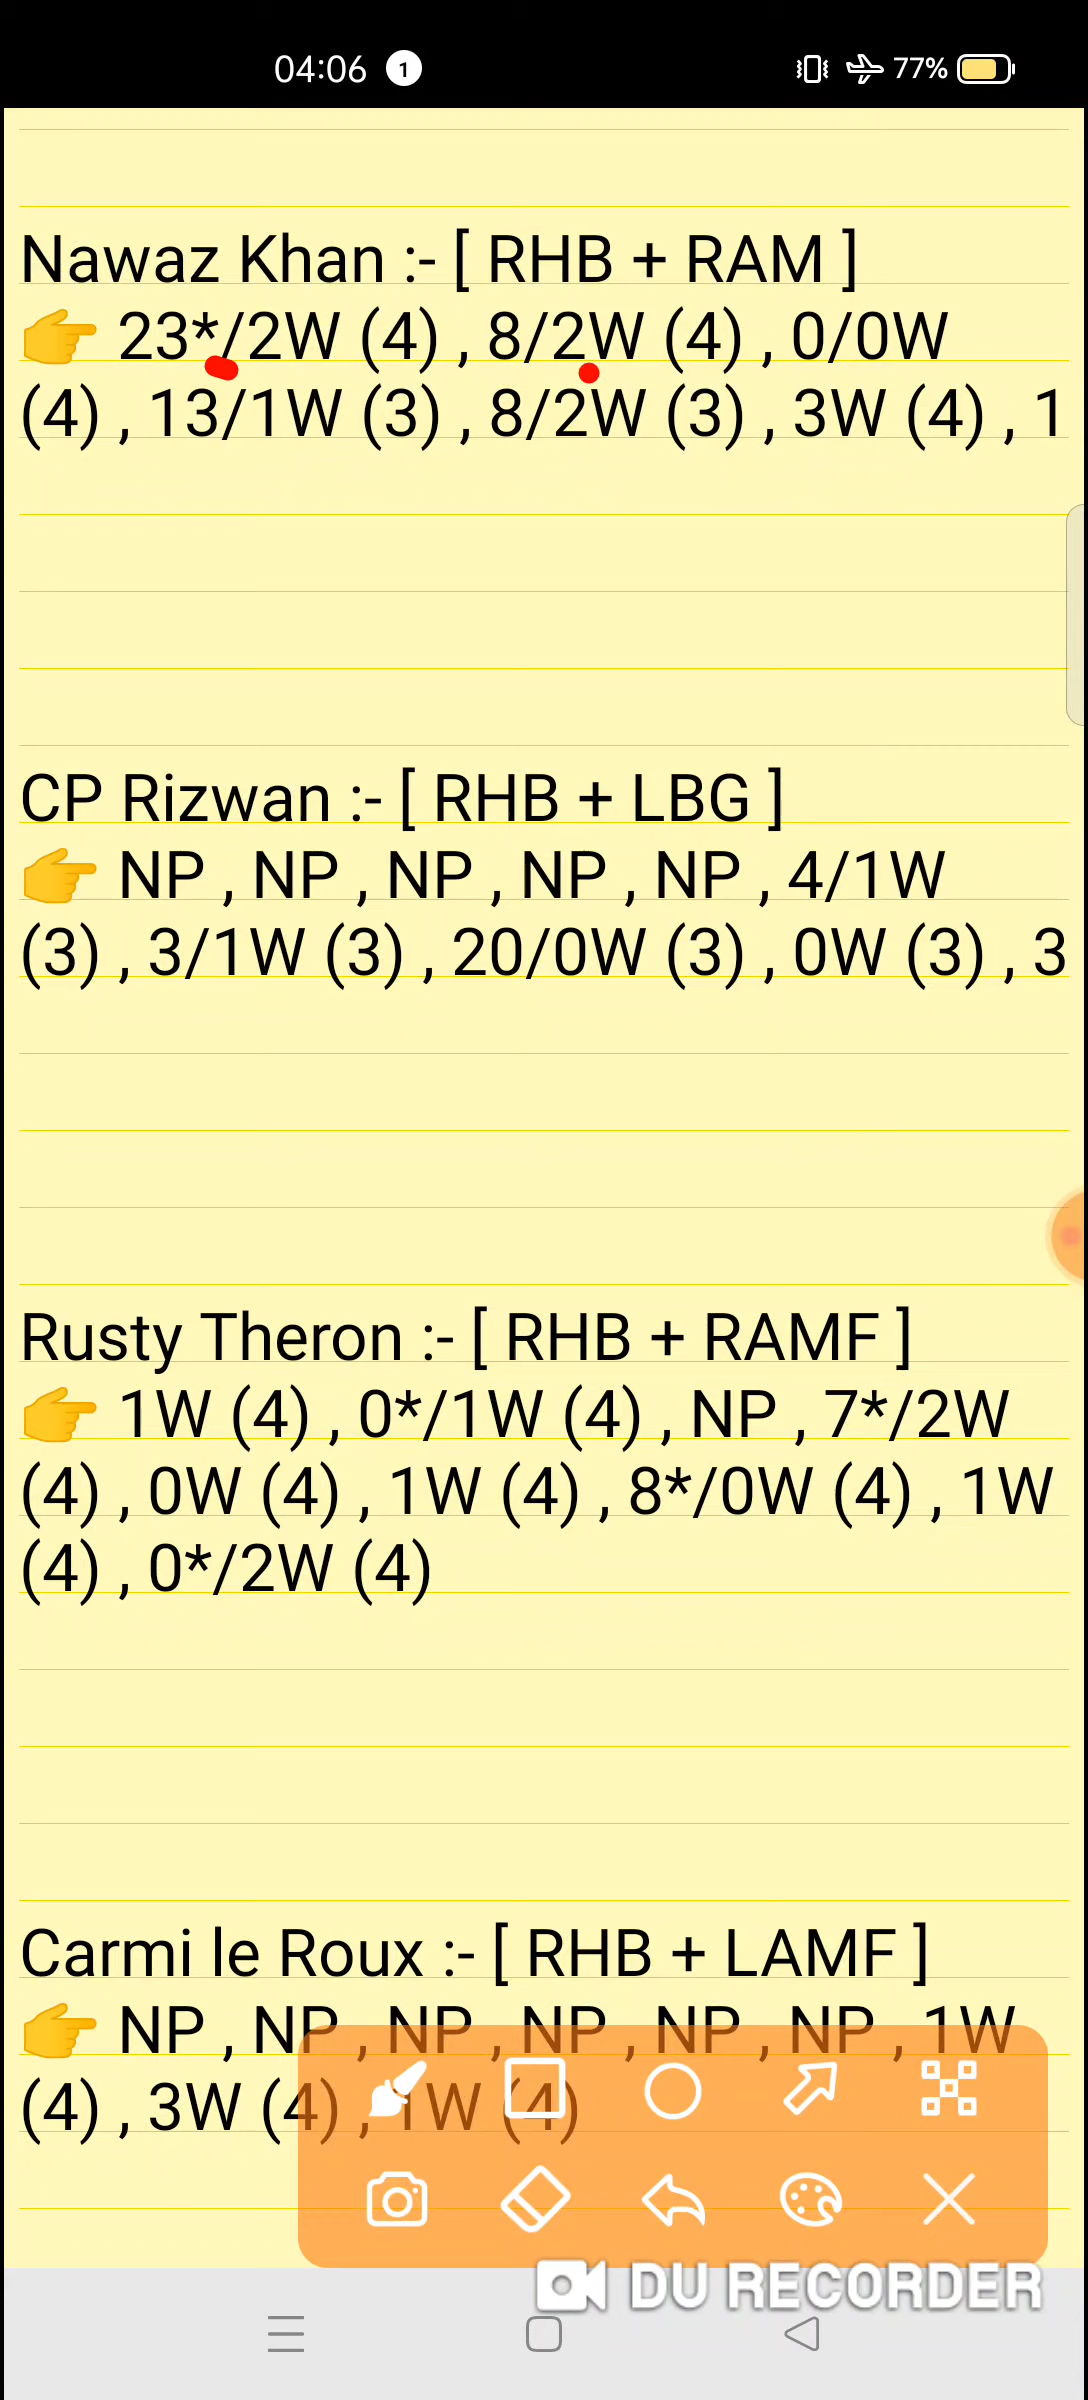 04:06 1 77%
Nawaz Khan :- [ RHB + RAM ]
👉 23*/2W (4) , 8/2W (4) , 0/0W
(4) , 13/1W (3) , 8/2W (3) , 3W (4) , 1
CP Rizwan :- [ RHB + LBG ]
👉 NP , NP , NP , NP , NP , 4/1W
(3) , 3/1W (3) , 20/0W (3) , 0W (3) , 3
Rusty Theron :- [ RHB + RAMF ]
👉 1W (4) , 0*/1W (4) , NP , 7*/2W
(4) , 0W (4) , 1W (4) , 8*/0W (4) , 1W
(4) , 0*/2W (4)
Carmi le Roux :- [ RHB + LAMF ]
👉 NP , NP , NP , NP , NP , NP , 1W
(4) , 3W (4) , 1W (4)
DU RECORDER